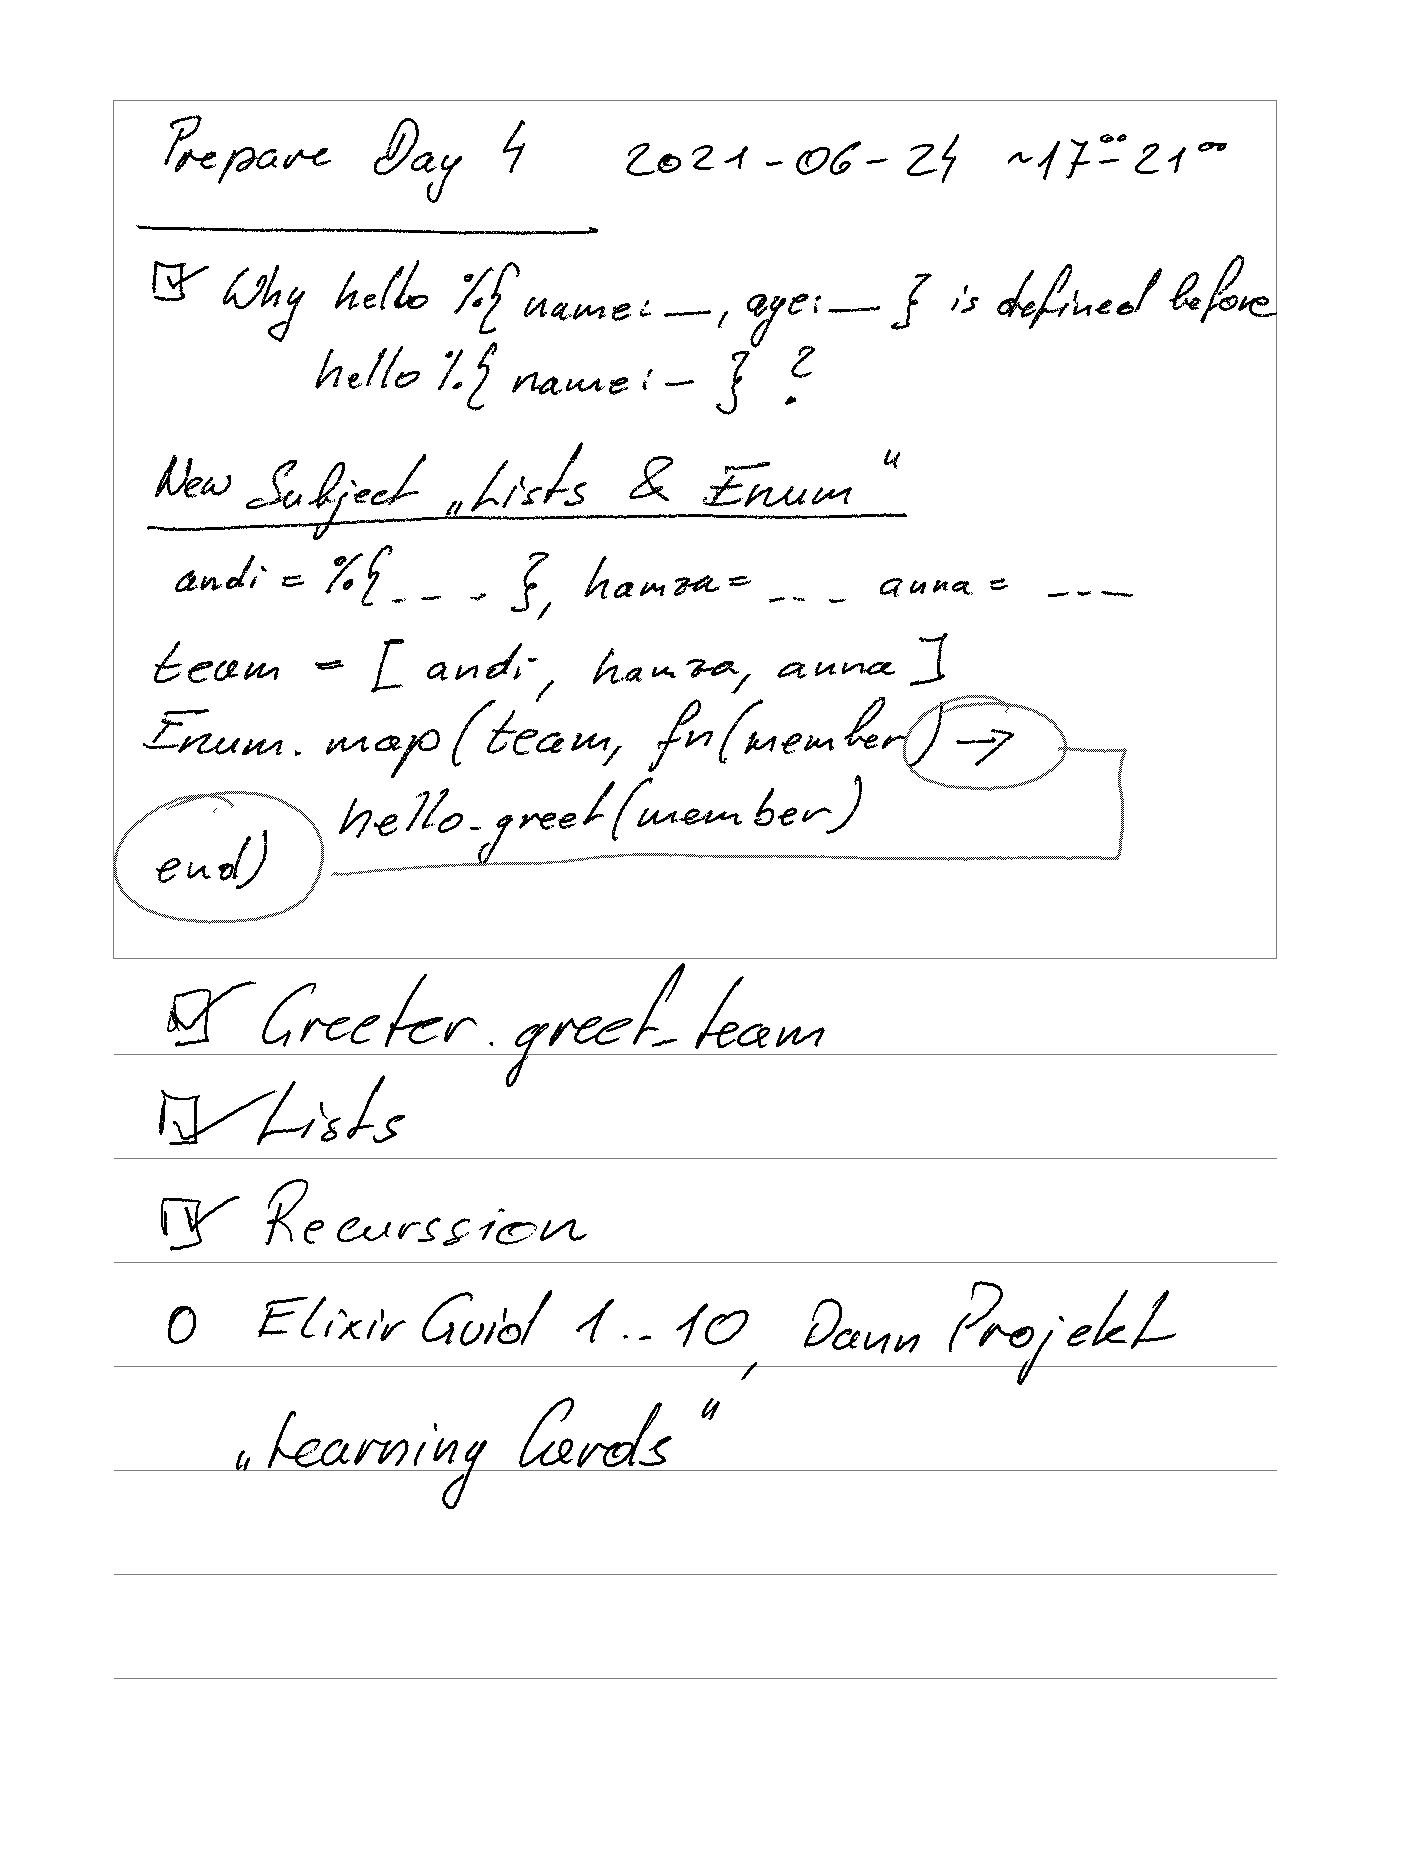 Prepare Day 4 2021-06-24 ~17⁰⁰-21⁰⁰
☑ Why hello %{ name: _, age: _ } is defined before
hello %{ name: _ } ?
New Subject „Lists & Enum“
andi = %{_ _ _ }, hamza = _ _ _ anna = _ _ _
team = [ andi, hamza, anna ]
Enum.map(team, fn(member) →
hello_greet(member)
end)
☑ Greeter.greet_team
☑ Lists
☑ Recurssion
o Elixir Guid 1..10, Dann Projekt
„Learning Cards“